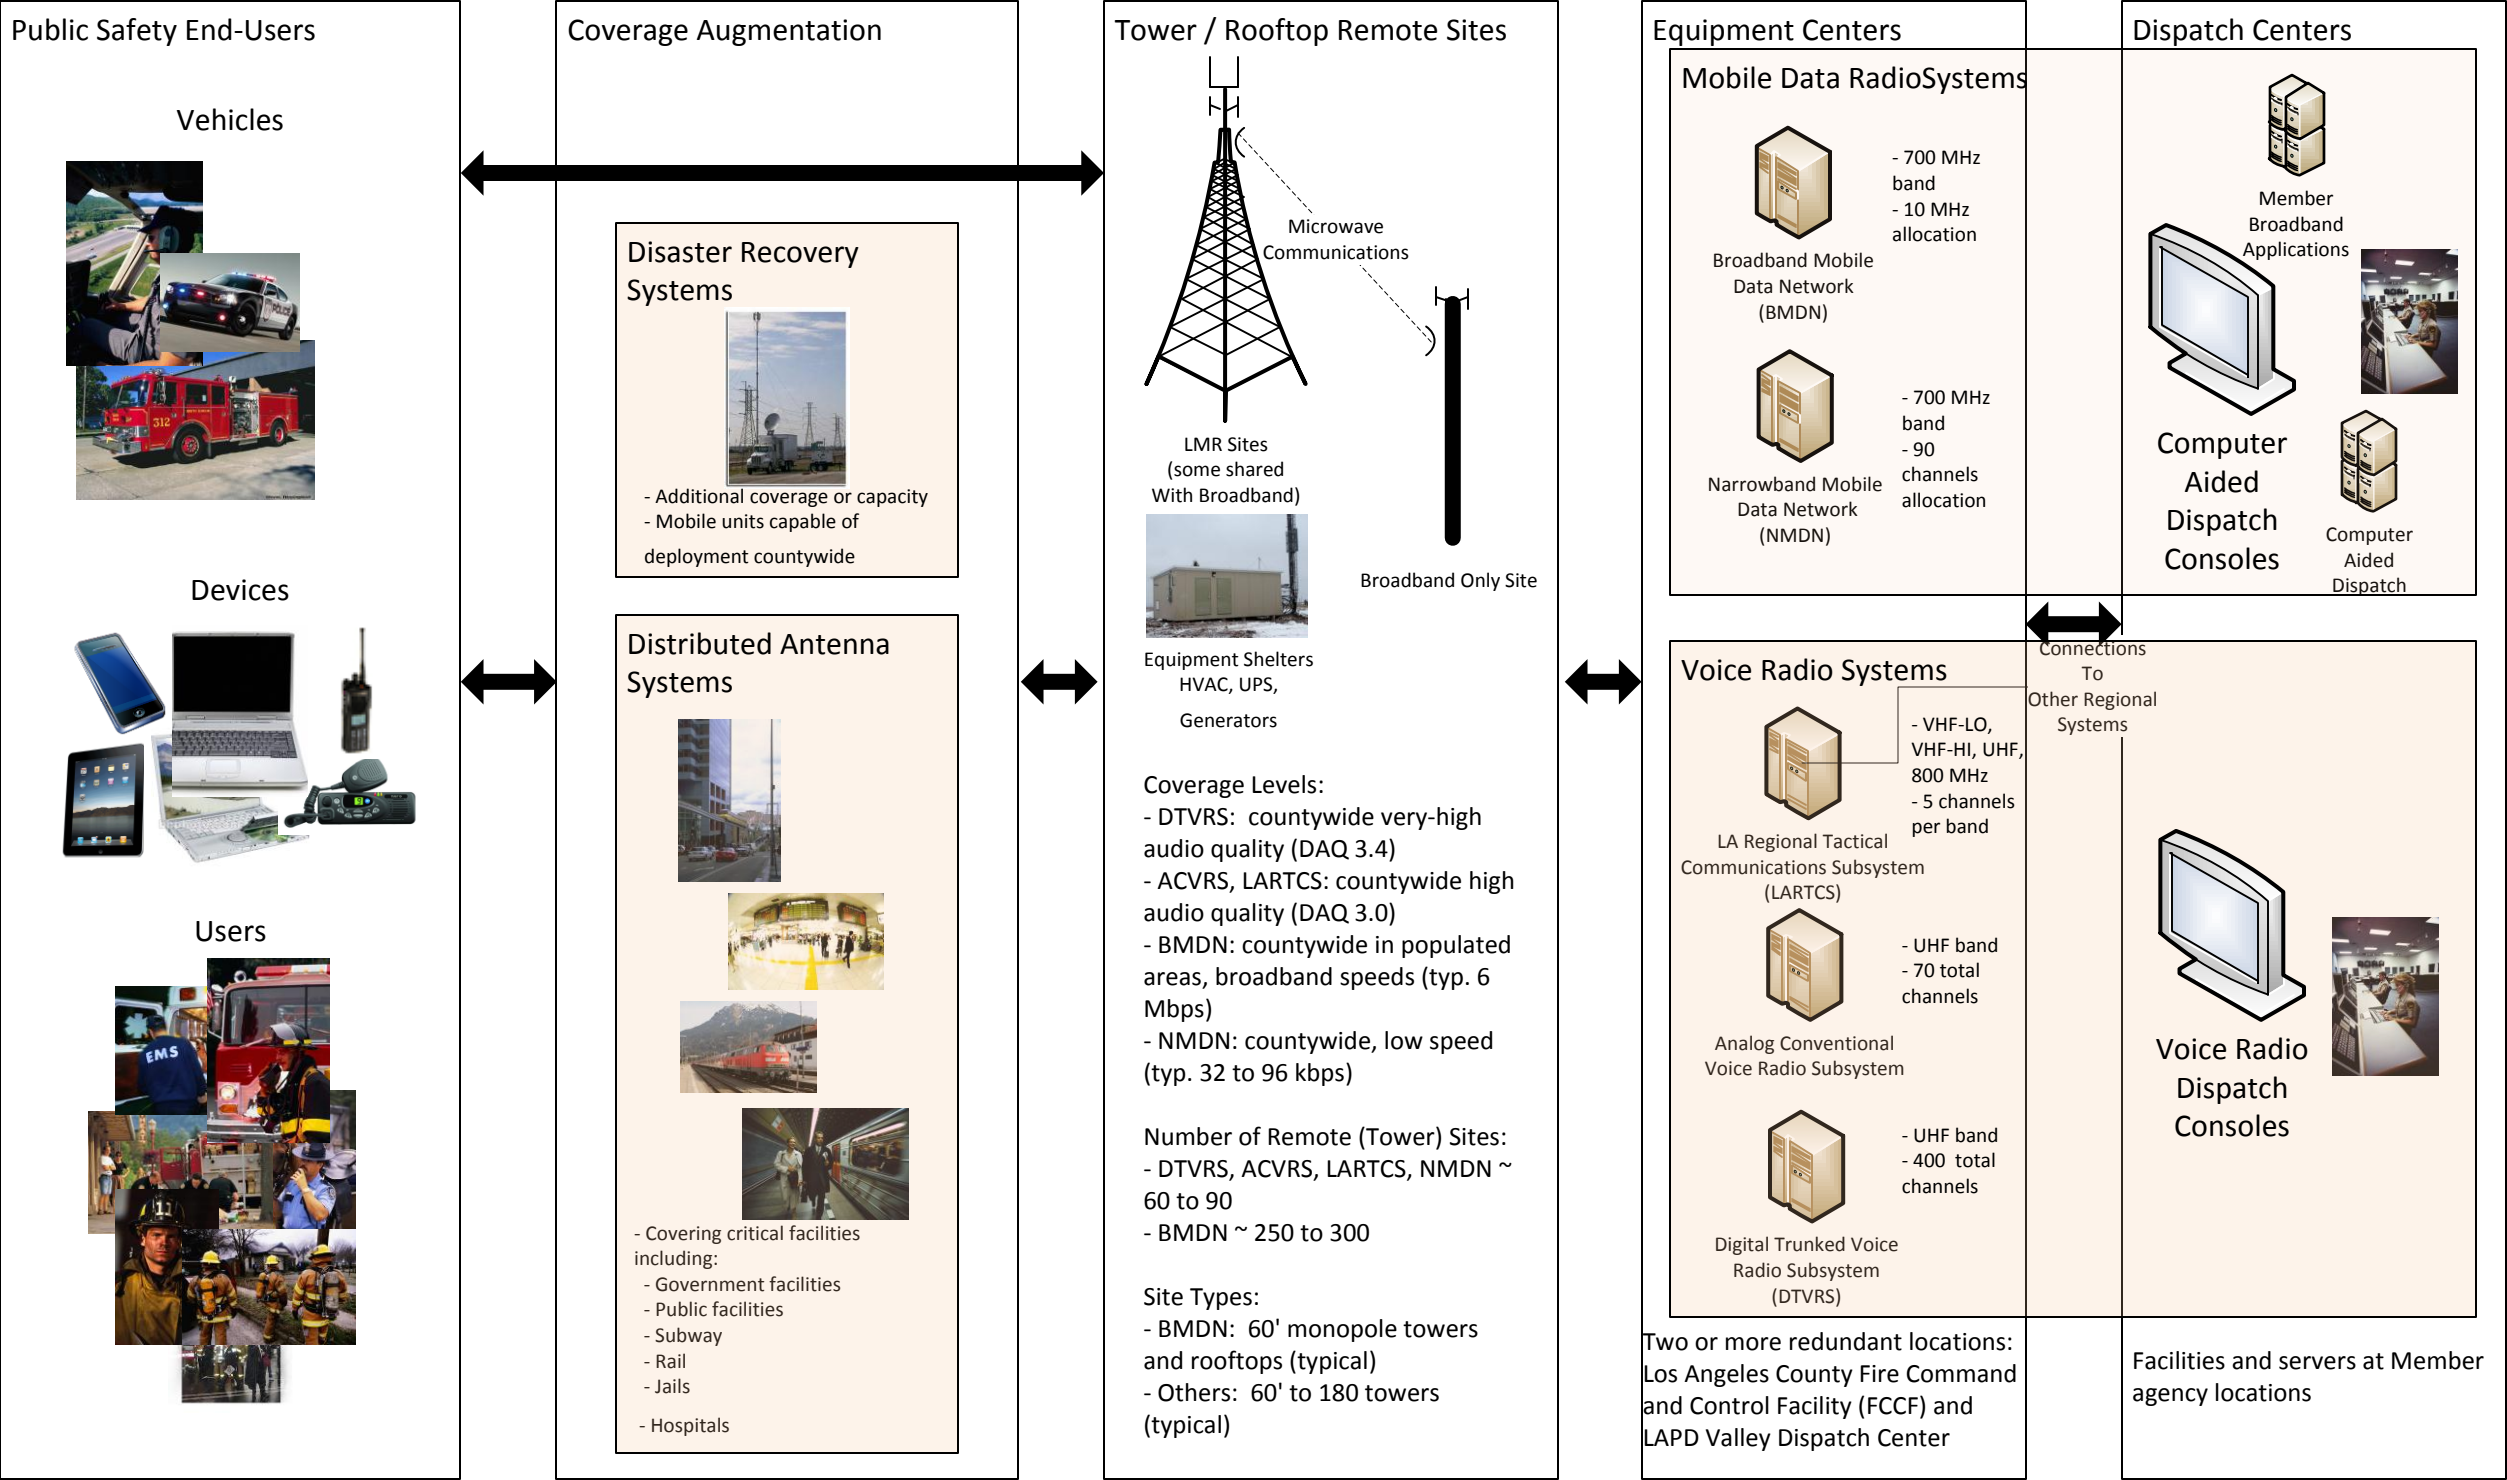 Public Safety End-Users
Vehicles
POLICE
312
Devices
9
Users
EMS
11
Coverage Augmentation
Disaster Recovery
Systems
- Additional coverage or capacity
- Mobile units capable of
deployment countywide
Distributed Antenna
Systems
- Covering critical facilities
including:
- Government facilities
- Public facilities
- Subway
- Rail
- Jails
- Hospitals
Tower / Rooftop Remote Sites
Microwave
Communications
LMR Sites
(some shared
With Broadband)
Broadband Only Site
Equipment Shelters
HVAC, UPS,
Generators
Coverage Levels:
- DTVRS:  countywide very-high
audio quality (DAQ 3.4)
- ACVRS, LARTCS: countywide high
audio quality (DAQ 3.0)
- BMDN: countywide in populated
areas, broadband speeds (typ. 6
Mbps)
- NMDN: countywide, low speed
(typ. 32 to 96 kbps)
Number of Remote (Tower) Sites:
- DTVRS, ACVRS, LARTCS, NMDN ~
60 to 90
- BMDN ~ 250 to 300
Site Types:
- BMDN:  60' monopole towers
and rooftops (typical)
- Others:  60' to 180 towers
(typical)
Equipment Centers
Mobile Data RadioSystems
- 700 MHz
band
- 10 MHz
allocation
Broadband Mobile
Data Network
(BMDN)
- 700 MHz
band
- 90
channels
allocation
Narrowband Mobile
Data Network
(NMDN)
Voice Radio Systems
- VHF-LO,
VHF-HI, UHF,
800 MHz
- 5 channels
per band
LA Regional Tactical
Communications Subsystem
(LARTCS)
- UHF band
- 70 total
channels
Analog Conventional
Voice Radio Subsystem
- UHF band
- 400  total
channels
Digital Trunked Voice
Radio Subsystem
(DTVRS)
Two or more redundant locations:
Los Angeles County Fire Command
and Control Facility (FCCF) and
LAPD Valley Dispatch Center
Connections
To
Other Regional
Systems
Dispatch Centers
Member
Broadband
Applications
Computer
Aided
Dispatch
Consoles
Computer
Aided
Dispatch
Voice Radio
Dispatch
Consoles
Facilities and servers at Member
agency locations